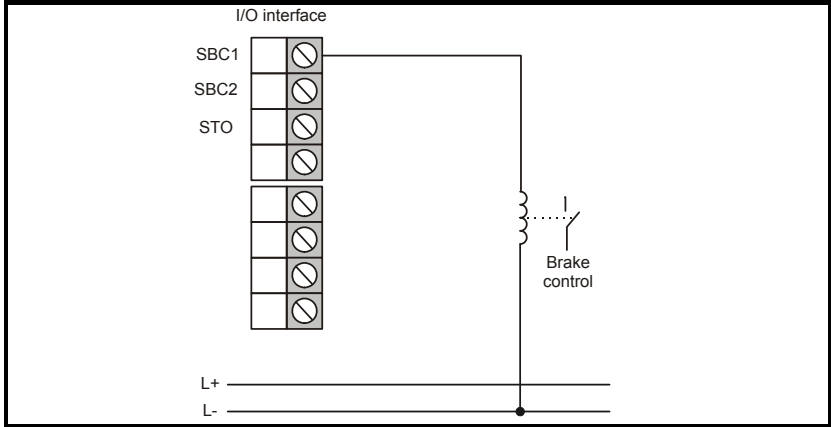 I/O interface
SBC1
SBC2
STO
Brake
control
L+
L-